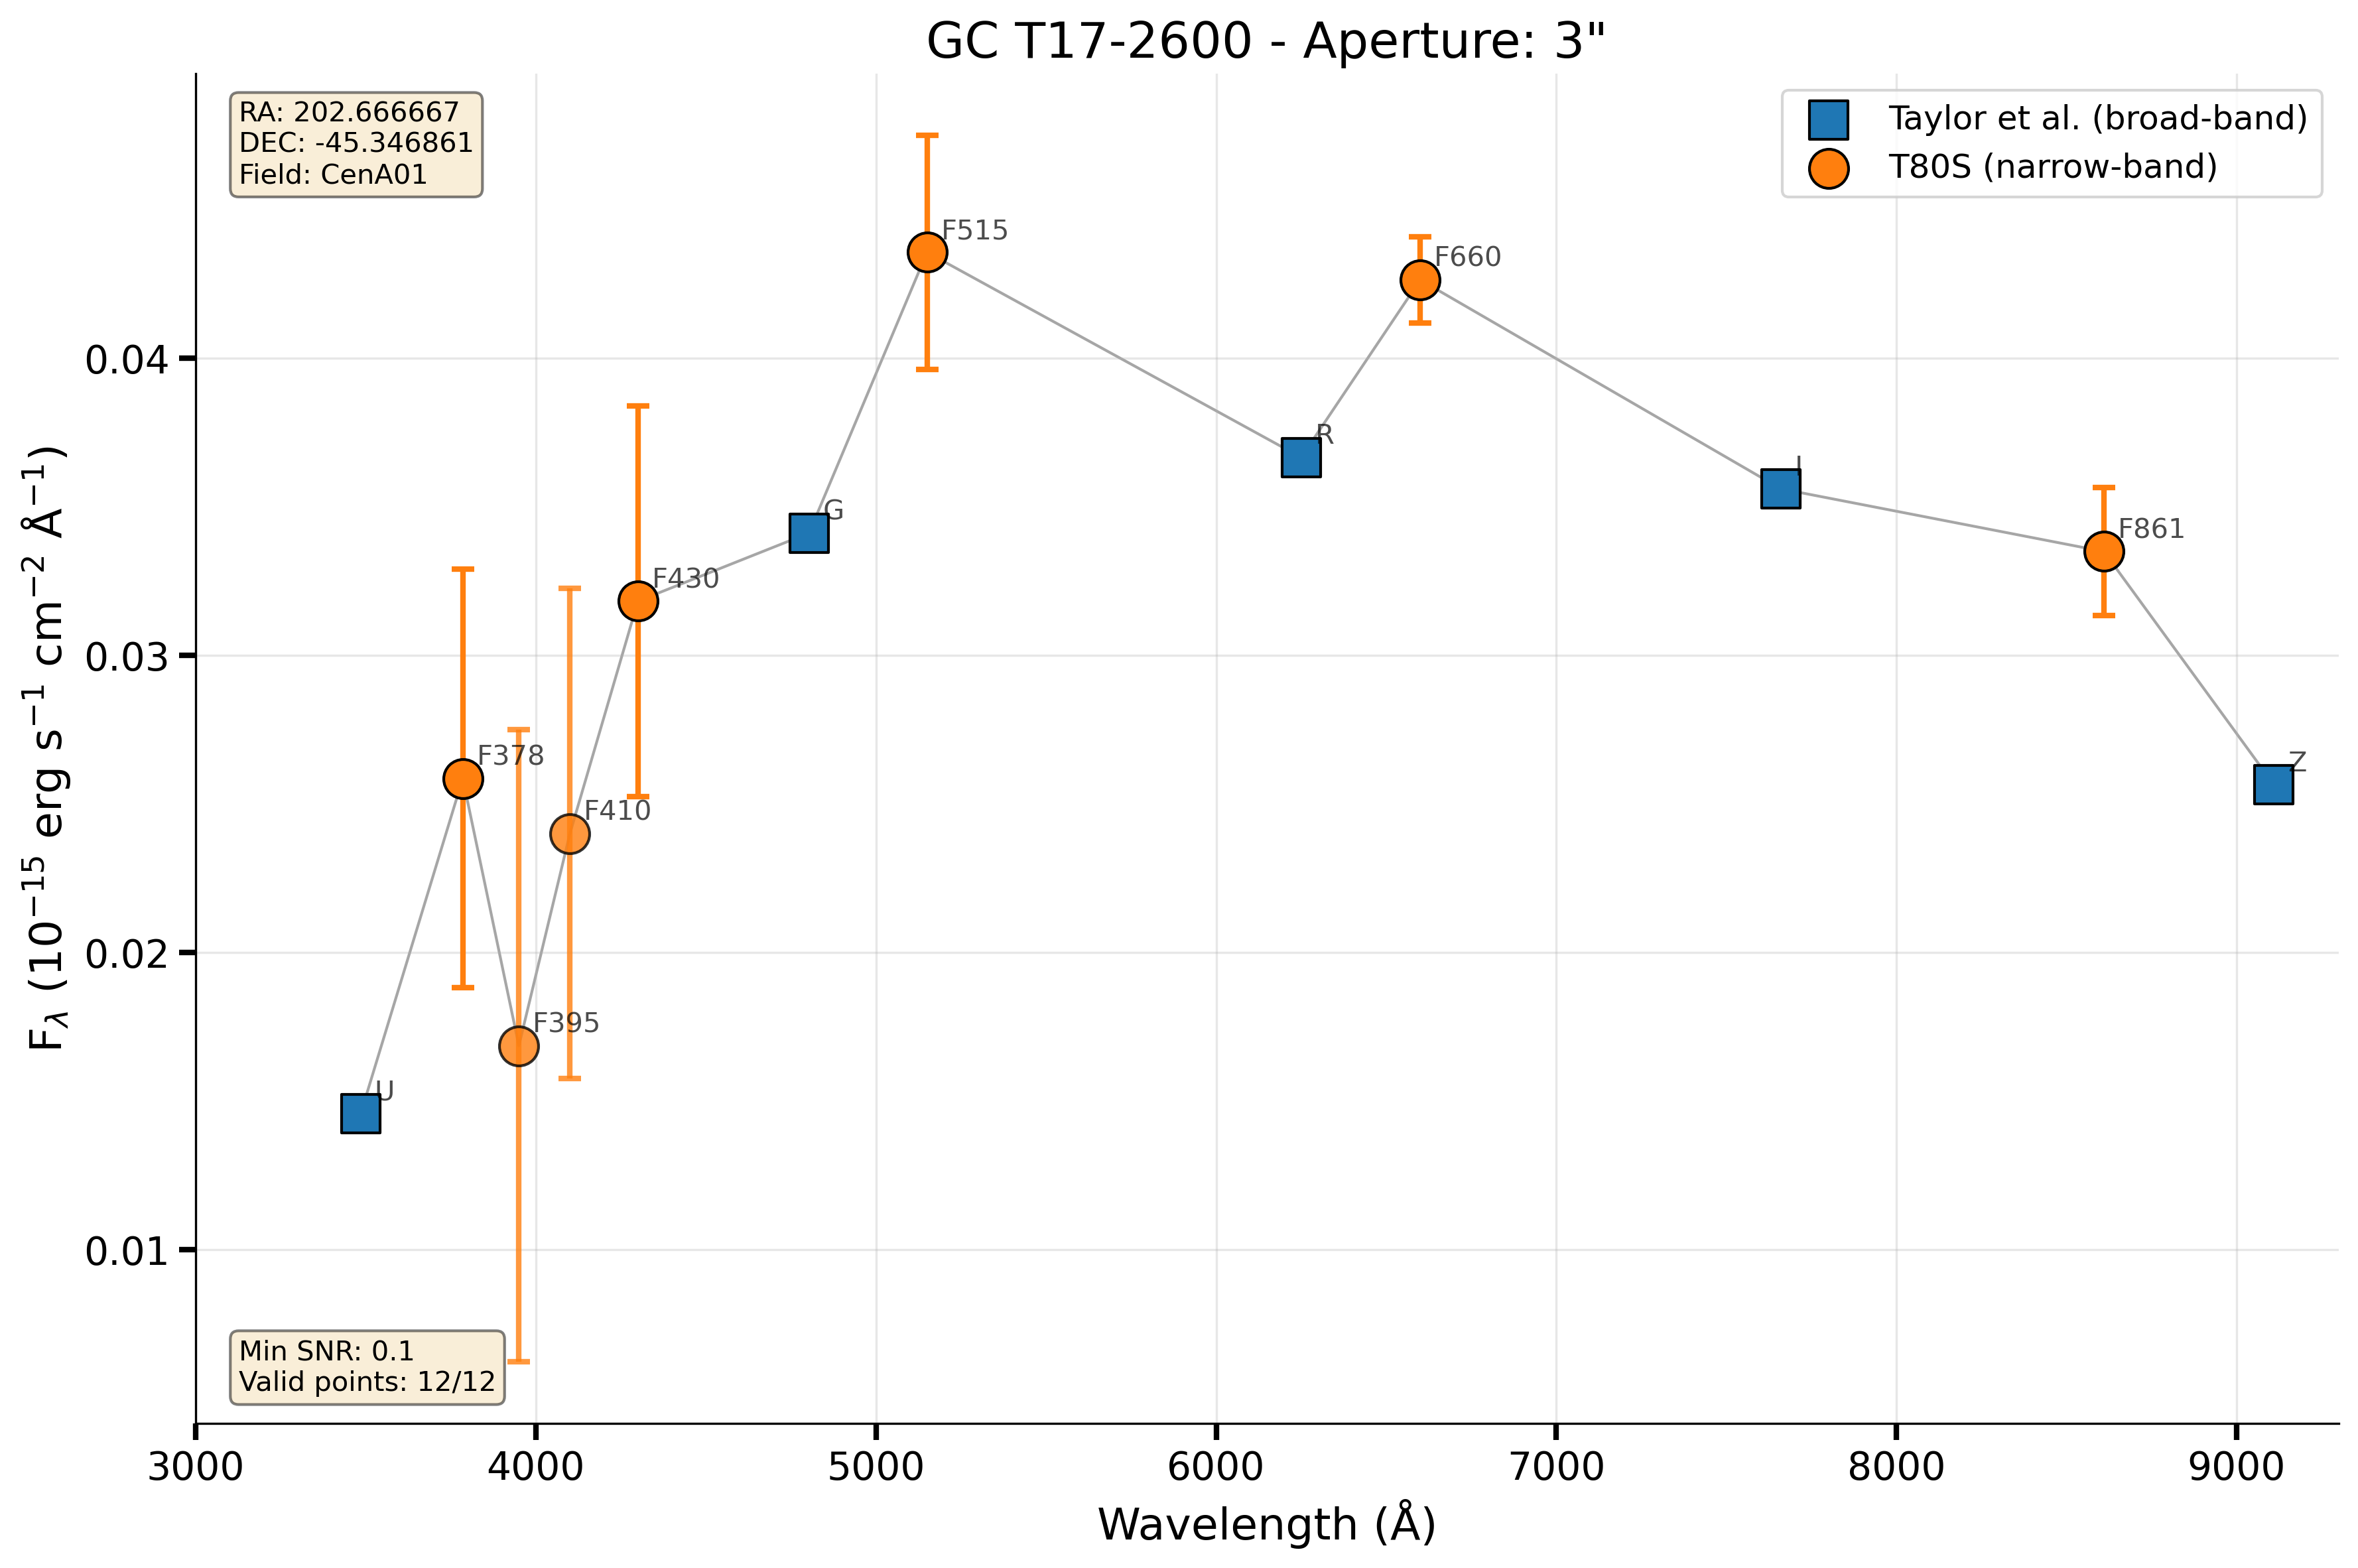 GC T17-2600 - Aperture: 3"
RA: 202.666667
DEC: -45.346861
Field: CenA01
Taylor et al. (broad-band)
T80S (narrow-band)
F515
F660
R
I
G
F861
F430
Z
F378
F410
F395
U
Min SNR: 0.1
Valid points: 12/12
0.04
0.03
0.02
0.01
F_λ (10⁻¹⁵ erg s⁻¹ cm⁻² Å⁻¹)
3000 4000 5000 6000 7000 8000 9000
Wavelength (Å)